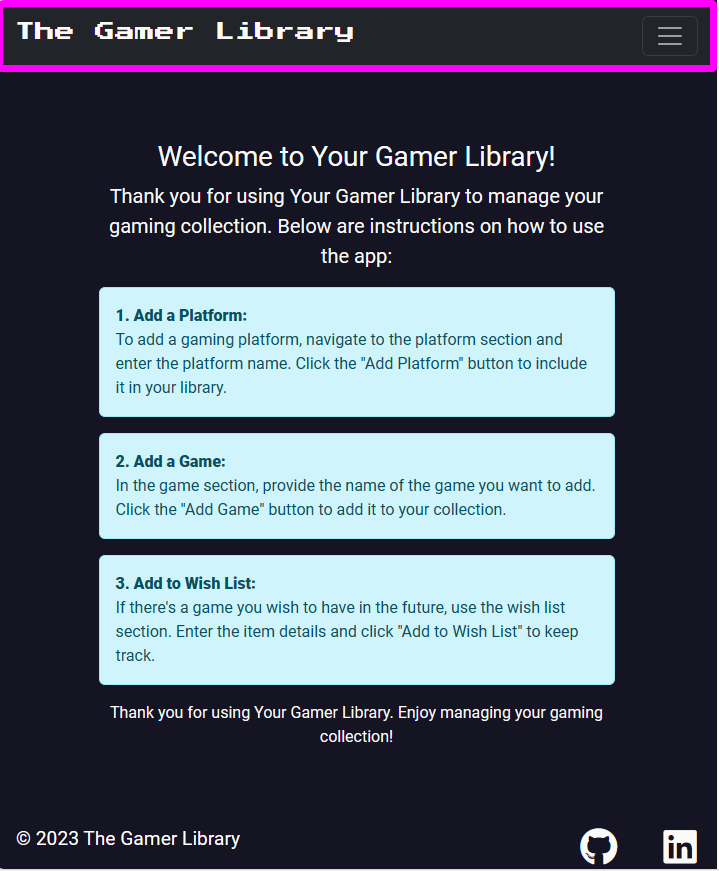 The Gamer Library
Welcome to Your Gamer Library!
Thank you for using Your Gamer Library to manage your
gaming collection. Below are instructions on how to use
the app:
1. Add a Platform:
To add a gaming platform, navigate to the platform section and
enter the platform name. Click the "Add Platform" button to include
it in your library.
2. Add a Game:
In the game section, provide the name of the game you want to add.
Click the "Add Game" button to add it to your collection.
3. Add to Wish List:
If there's a game you wish to have in the future, use the wish list
section. Enter the item details and click "Add to Wish List" to keep
track.
Thank you for using Your Gamer Library. Enjoy managing your gaming
collection!
© 2023 The Gamer Library
in